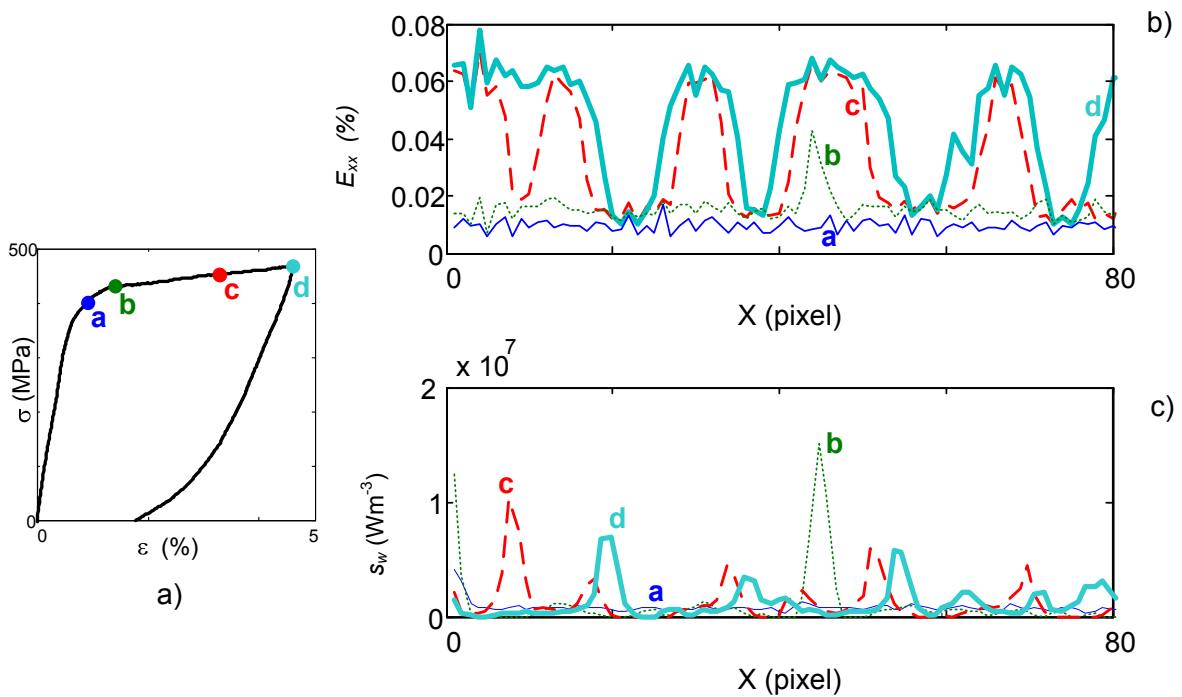 500
σ (MPa)
a
b
c
d
0
0
5
ε (%)
a)
b)
0.08
0.06
0.04
0.02
0
E_xx (%)
c
d
b
a
0
80
X (pixel)
x 10^7
c)
2
1
0
s_w (Wm^-3)
c
d
b
a
0
80
X (pixel)